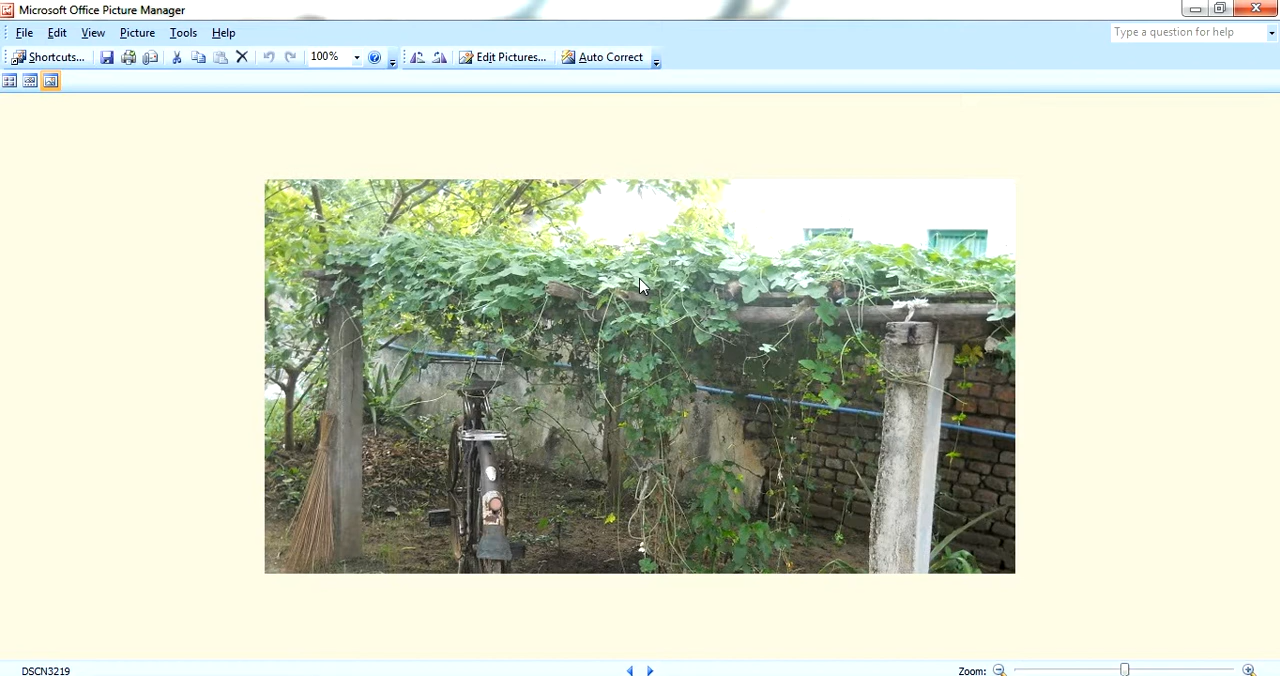 Microsoft Office Picture Manager
File Edit View Picture Tools Help
Type a question for help
Shortcuts... 100% Edit Pictures... Auto Correct
DSCN3219
Zoom: